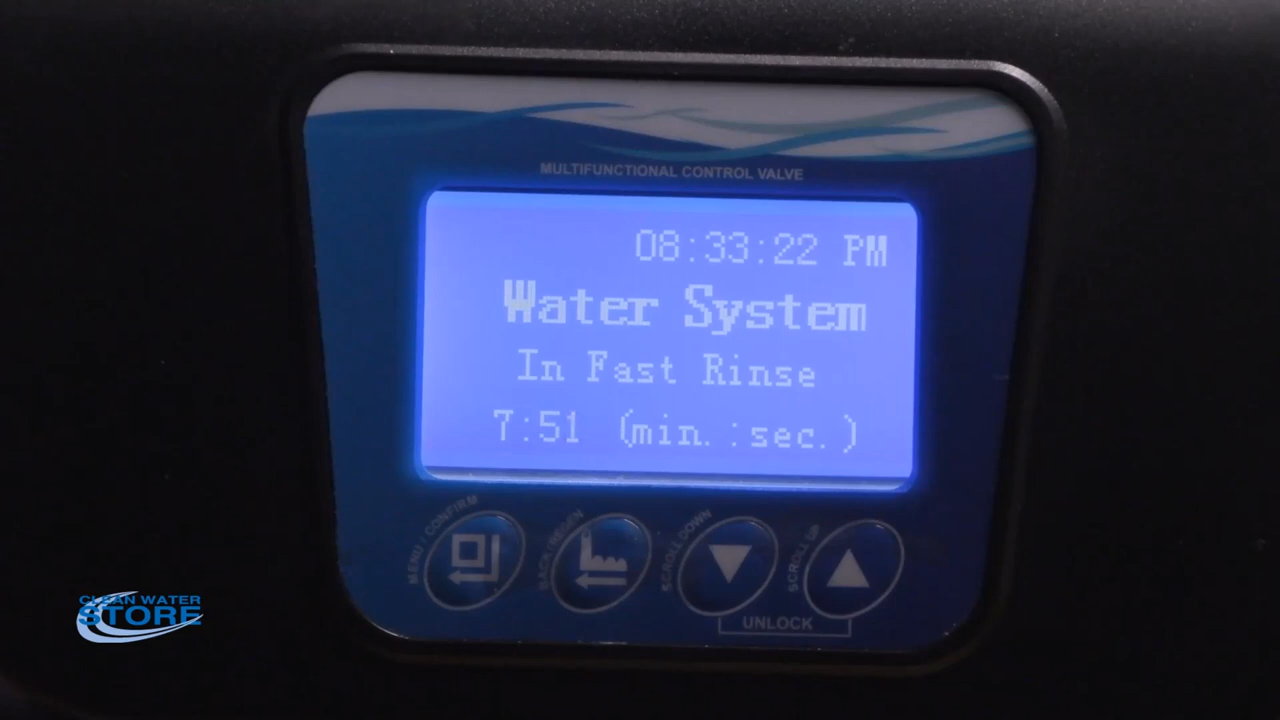 MULTIFUNCTIONAL CONTROL VALVE
08:33:22 PM
Water System
In Fast Rinse
7:51 (min.:sec.)
MENU / CONFIRM
BACK / REGEN
SCROLL DOWN
SCROLL UP
UNLOCK
CLEAN WATER
STORE